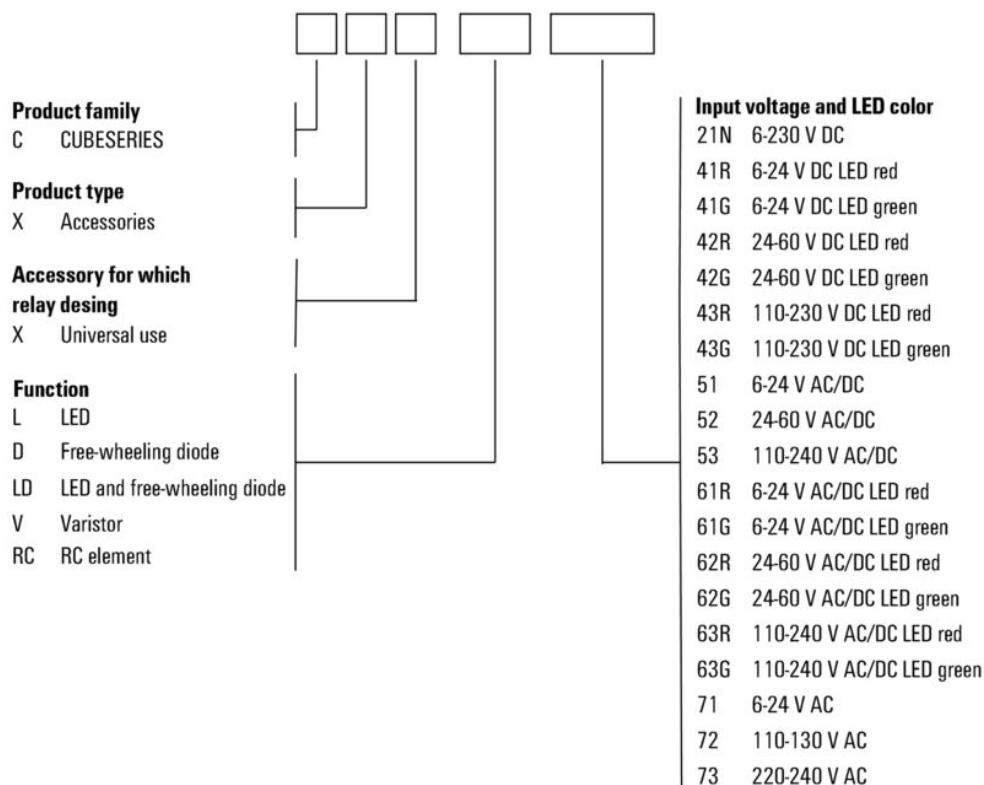 Product family
C CUBESERIES
Product type
X Accessories
Accessory for which
relay desing
X Universal use
Function
L LED
D Free-wheeling diode
LD LED and free-wheeling diode
V Varistor
RC RC element
Input voltage and LED color
21N 6-230 V DC
41R 6-24 V DC LED red
41G 6-24 V DC LED green
42R 24-60 V DC LED red
42G 24-60 V DC LED green
43R 110-230 V DC LED red
43G 110-230 V DC LED green
51 6-24 V AC/DC
52 24-60 V AC/DC
53 110-240 V AC/DC
61R 6-24 V AC/DC LED red
61G 6-24 V AC/DC LED green
62R 24-60 V AC/DC LED red
62G 24-60 V AC/DC LED green
63R 110-240 V AC/DC LED red
63G 110-240 V AC/DC LED green
71 6-24 V AC
72 110-130 V AC
73 220-240 V AC